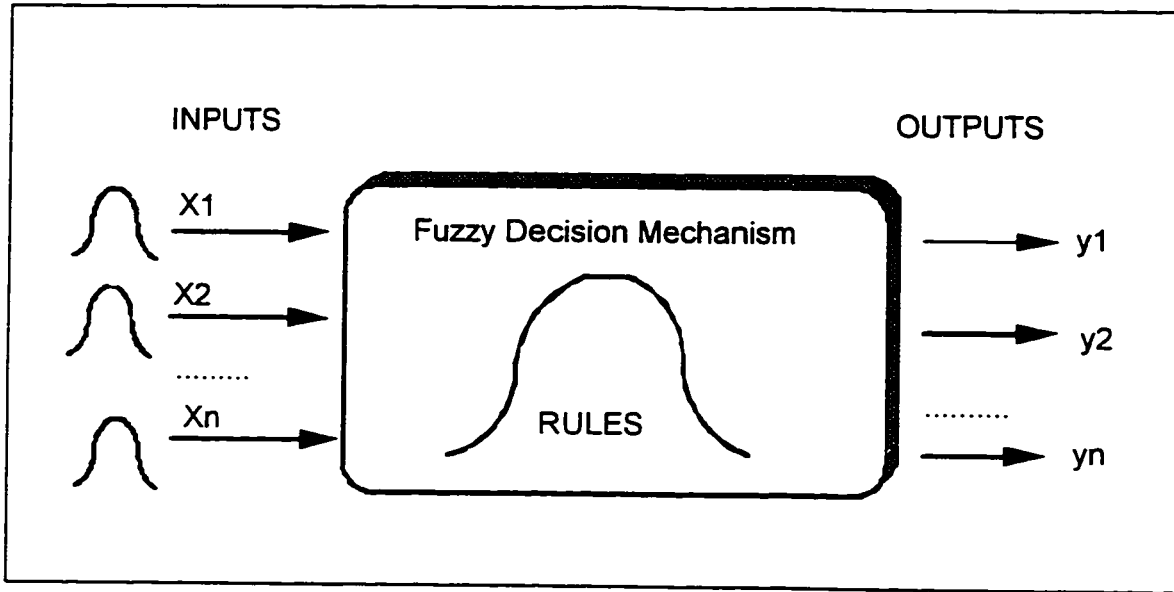 INPUTS
OUTPUTS
X1
Fuzzy Decision Mechanism
y1
X2
y2
.........
Xn
RULES
..........
yn